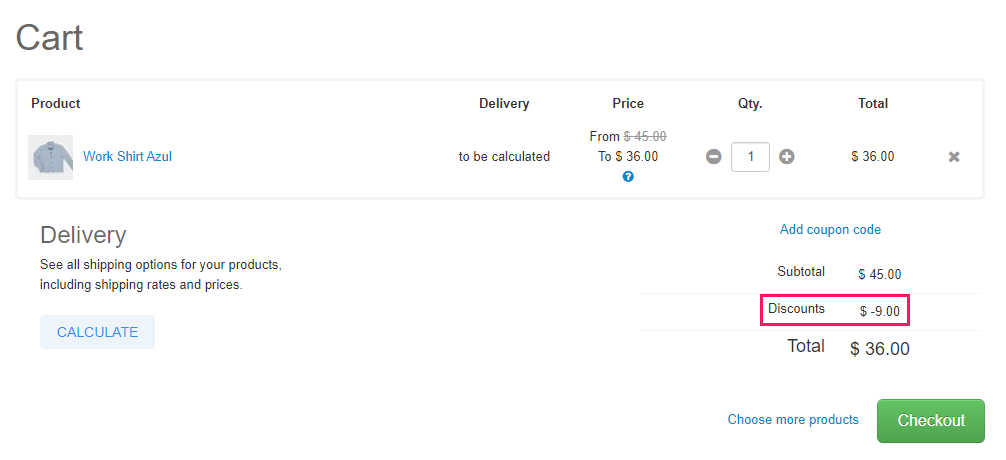 Cart
Product Delivery Price Qty. Total
From $ 45.00
Work Shirt Azul to be calculated To $ 36.00 1 $ 36.00
?
Delivery
See all shipping options for your products,
including shipping rates and prices.
CALCULATE
Add coupon code
Subtotal $ 45.00
Discounts $ -9.00
Total $ 36.00
Choose more products Checkout